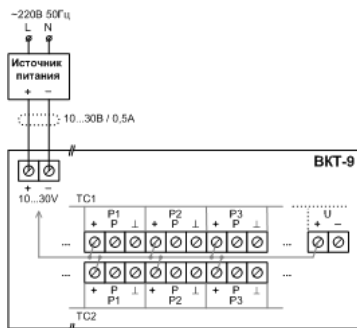 ~220В 50Гц
L N
Источник
питания
+ −
10...30В / 0,5А
ВКТ-9
+ −
10...30V
ТС1
P1 P2 P3 U
+ P ⊥ + P ⊥ + P ⊥ + −
... ... ...
... ...
+ P ⊥ + P ⊥ + P ⊥
P1 P2 P3
ТС2